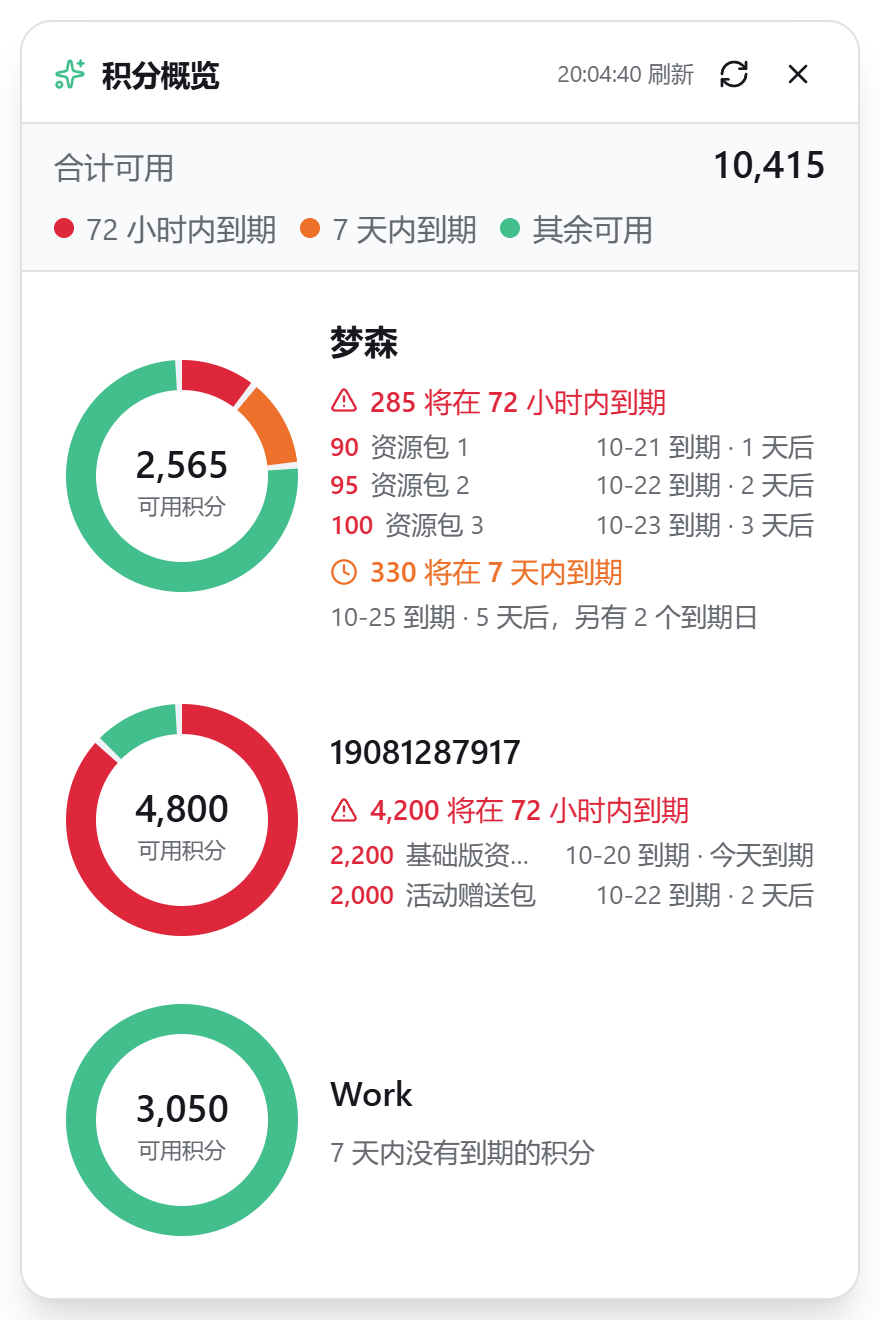 积分概览 20:04:40 刷新
合计可用 10,415
72 小时内到期 7 天内到期 其余可用
2,565
可用积分
梦森
285 将在 72 小时内到期
90 资源包 1 10-21 到期 · 1 天后
95 资源包 2 10-22 到期 · 2 天后
100 资源包 3 10-23 到期 · 3 天后
330 将在 7 天内到期
10-25 到期 · 5 天后，另有 2 个到期日
4,800
可用积分
19081287917
4,200 将在 72 小时内到期
2,200 基础版资... 10-20 到期 · 今天到期
2,000 活动赠送包 10-22 到期 · 2 天后
3,050
可用积分
Work
7 天内没有到期的积分